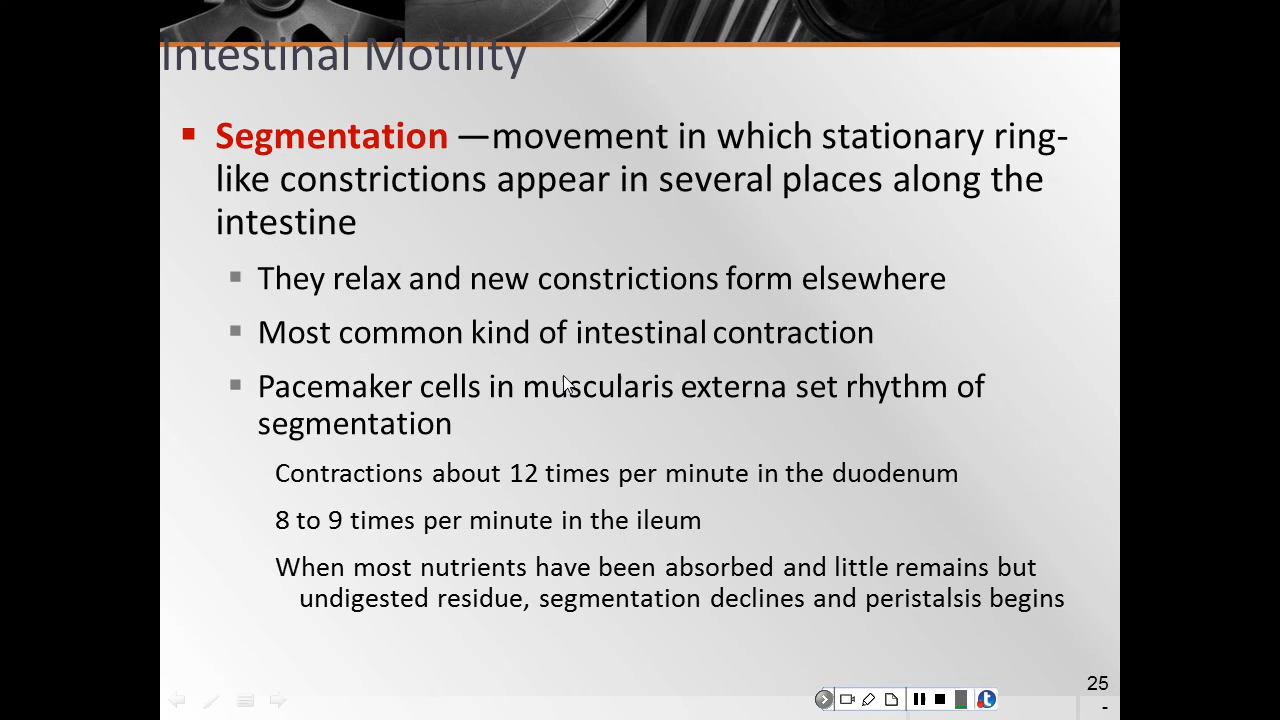 Intestinal Motility
Segmentation —movement in which stationary ring-
like constrictions appear in several places along the
intestine
They relax and new constrictions form elsewhere
Most common kind of intestinal contraction
Pacemaker cells in muscularis externa set rhythm of
segmentation
Contractions about 12 times per minute in the duodenum
8 to 9 times per minute in the ileum
When most nutrients have been absorbed and little remains but
undigested residue, segmentation declines and peristalsis begins
25
-
t